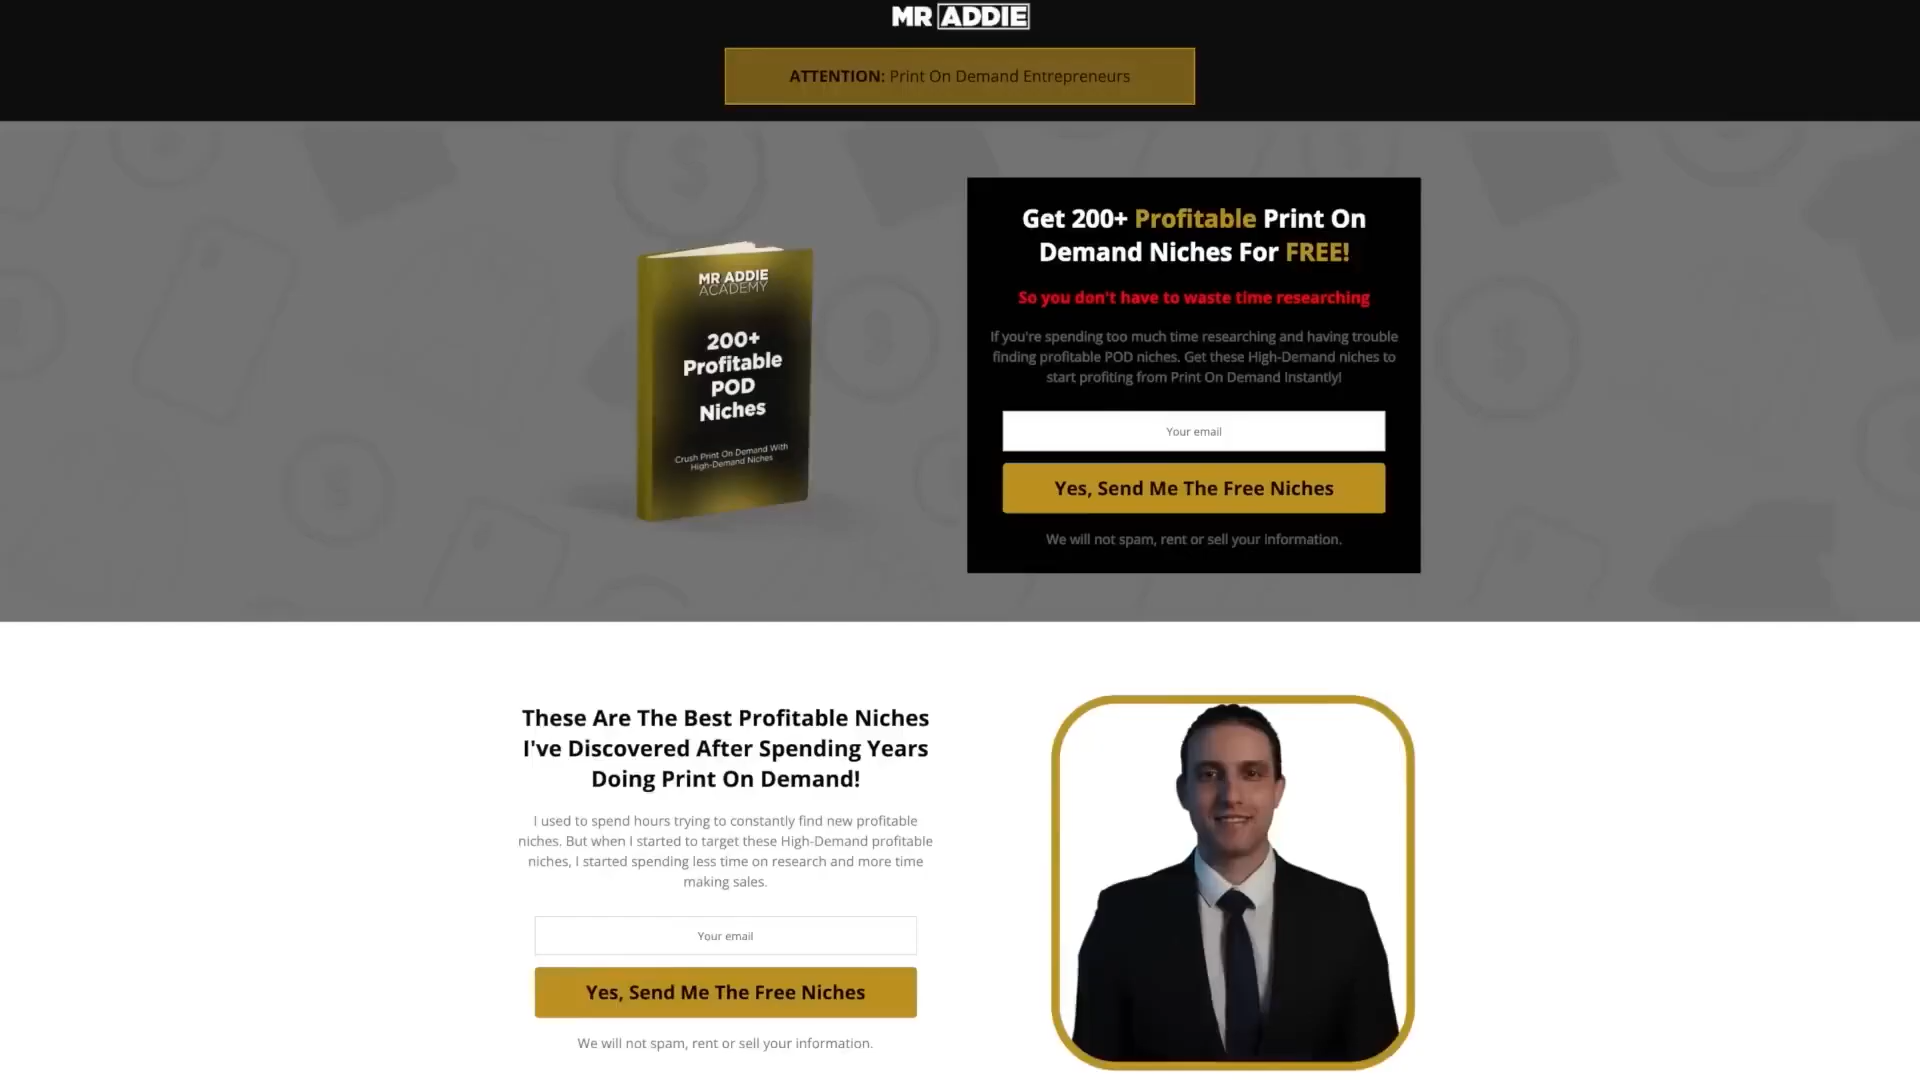 MR ADDIE
ATTENTION: Print On Demand Entrepreneurs
MR ADDIE
ACADEMY
200+
Profitable
POD
Niches
Crush Print On Demand With
High-Demand Niches
Get 200+ Profitable Print On
Demand Niches For FREE!
So you don't have to waste time researching
If you're spending too much time researching and having trouble
finding profitable POD niches. Get these High-Demand niches to
start profiting from Print On Demand Instantly!
Your email
Yes, Send Me The Free Niches
We will not spam, rent or sell your information.
These Are The Best Profitable Niches
I've Discovered After Spending Years
Doing Print On Demand!
I used to spend hours trying to constantly find new profitable
niches. But when I started to target these High-Demand profitable
niches, I started spending less time on research and more time
making sales.
Your email
Yes, Send Me The Free Niches
We will not spam, rent or sell your information.